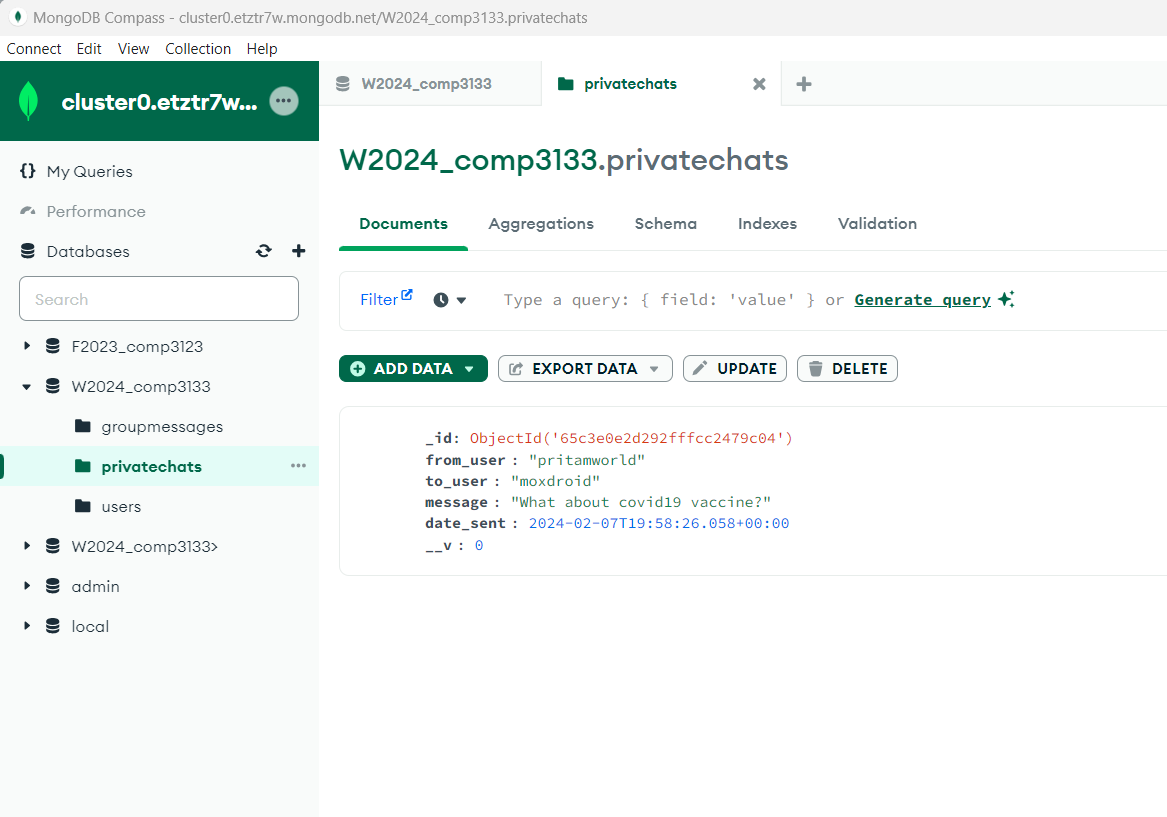 MongoDB Compass - cluster0.etztr7w.mongodb.net/W2024_comp3133.privatechats
Connect Edit View Collection Help
cluster0.etztr7w...
My Queries
Performance
Databases
Search
F2023_comp3123
W2024_comp3133
groupmessages
privatechats
users
W2024_comp3133>
admin
local
W2024_comp3133
privatechats
W2024_comp3133.privatechats
Documents Aggregations Schema Indexes Validation
Filter Type a query: { field: 'value' } or Generate query
ADD DATA EXPORT DATA UPDATE DELETE
_id: ObjectId('65c3e0e2d292fffcc2479c04')
from_user : "pritamworld"
to_user : "moxdroid"
message : "What about covid19 vaccine?"
date_sent : 2024-02-07T19:58:26.058+00:00
__v : 0